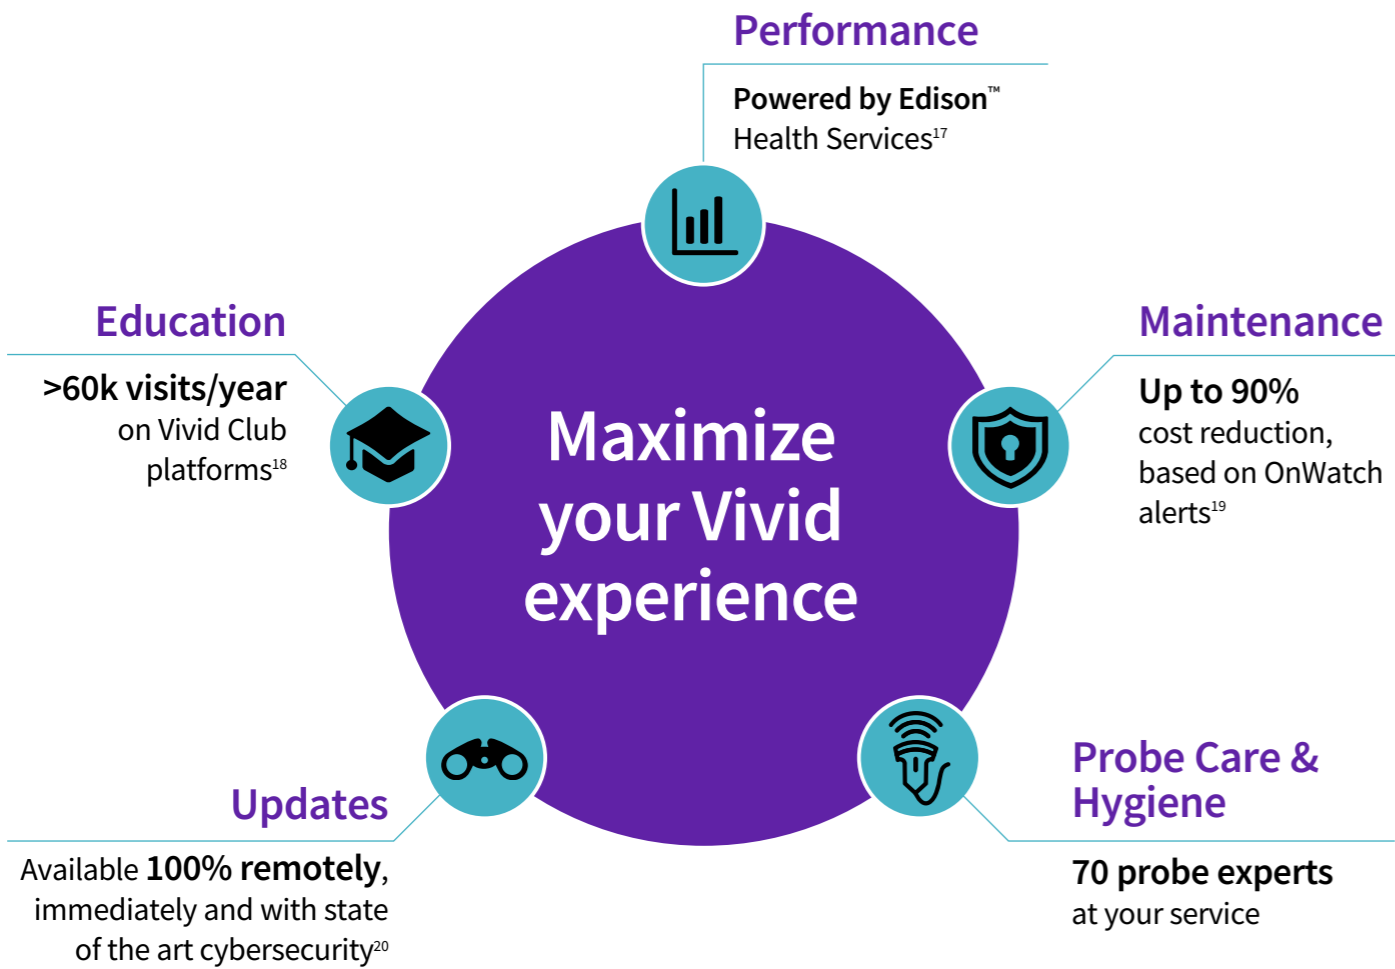 Performance
Powered by Edison™
Health Services17
Education
>60k visits/year
on Vivid Club
platforms18
Maximize
your Vivid
experience
Maintenance
Up to 90%
cost reduction,
based on OnWatch
alerts19
Updates
Available 100% remotely,
immediately and with state
of the art cybersecurity20
Probe Care &
Hygiene
70 probe experts
at your service